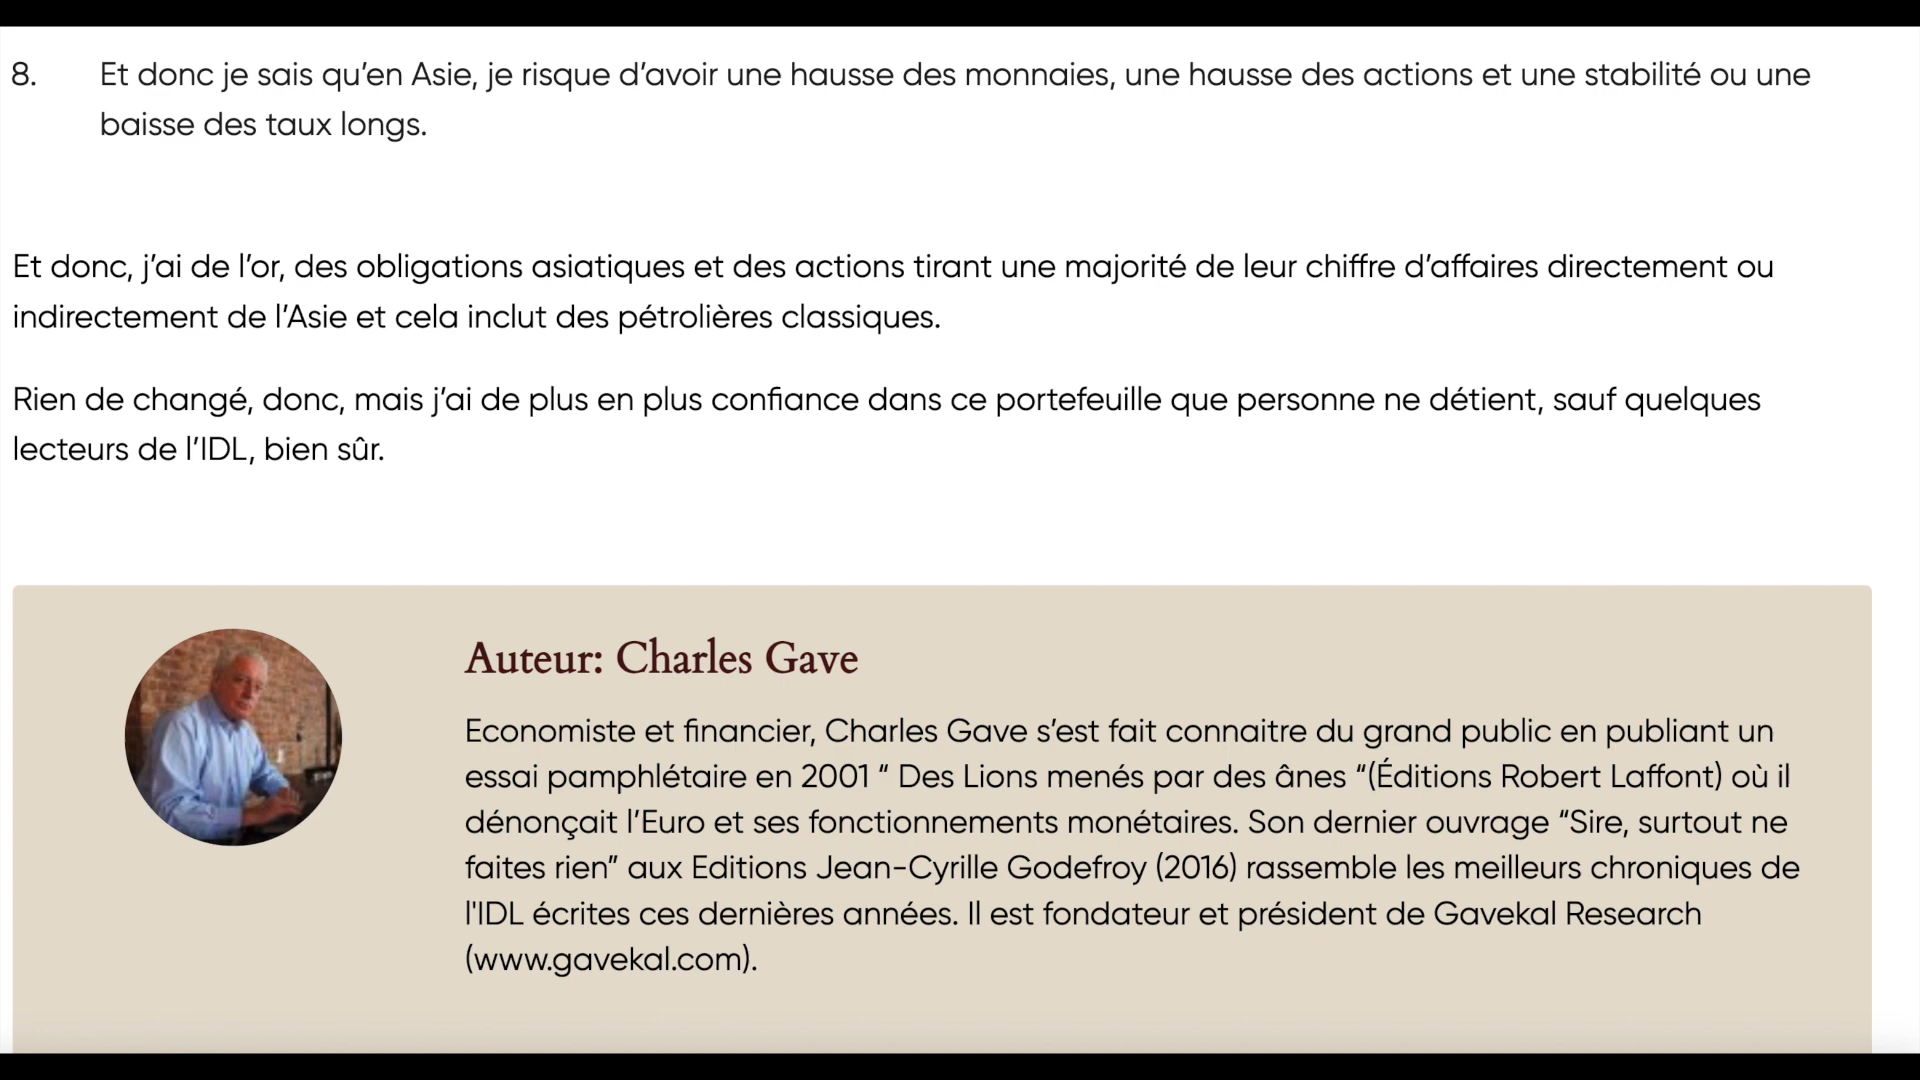 8. Et donc je sais qu’en Asie, je risque d’avoir une hausse des monnaies, une hausse des actions et une stabilité ou une
baisse des taux longs.
Et donc, j’ai de l’or, des obligations asiatiques et des actions tirant une majorité de leur chiffre d’affaires directement ou
indirectement de l’Asie et cela inclut des pétrolières classiques.
Rien de changé, donc, mais j’ai de plus en plus confiance dans ce portefeuille que personne ne détient, sauf quelques
lecteurs de l’IDL, bien sûr.
Auteur: Charles Gave
Economiste et financier, Charles Gave s’est fait connaitre du grand public en publiant un
essai pamphlétaire en 2001 “ Des Lions menés par des ânes “(Éditions Robert Laffont) où il
dénonçait l’Euro et ses fonctionnements monétaires. Son dernier ouvrage “Sire, surtout ne
faites rien” aux Editions Jean-Cyrille Godefroy (2016) rassemble les meilleurs chroniques de
l'IDL écrites ces dernières années. Il est fondateur et président de Gavekal Research
(www.gavekal.com).